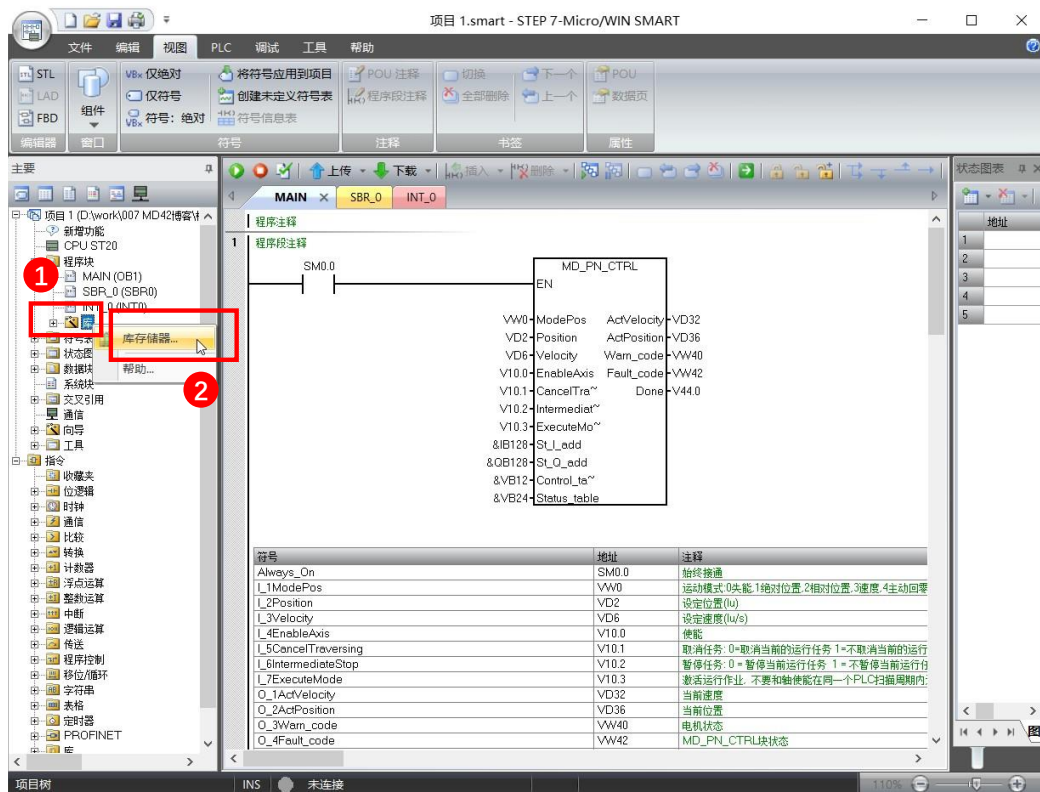 项目 1.smart - STEP 7-Micro/WIN SMART
文件 编辑 视图 PLC 调试 工具 帮助
STL
LAD
FBD
编辑器
组件
窗口
仅绝对
仅符号
符号：绝对
将符号应用到项目
创建未定义符号表
符号信息表
符号
POU 注释
程序段注释
注释
切换
全部删除
下一个
上一个
书签
POU
数据页
属性
主要
项目 1 (D:\work\007 MD42博客\
新增功能
CPU ST20
程序块
MAIN (OB1)
SBR_0 (SBR0)
INT_0 (INT0)
库
状态图
数据块
系统块
交叉引用
通信
向导
工具
指令
收藏夹
位逻辑
时钟
通信
比较
转换
计数器
浮点运算
整数运算
中断
逻辑运算
传送
程序控制
移位/循环
字符串
表格
定时器
PROFINET
库
1
库存储器...
帮助...
2
上传 下载 插入 删除
MAIN SBR_0 INT_0
程序注释
1 程序段注释
SM0.0
MD_PN_CTRL
EN
VW0 ModePos ActVelocity VD32
VD2 Position ActPosition VD36
VD6 Velocity Warn_code VW40
V10.0 EnableAxis Fault_code VW42
V10.1 CancelTra~ Done V44.0
V10.2 Intermediat~
V10.3 ExecuteMo~
&IB128 St_I_add
&QB128 St_Q_add
&VB12 Control_ta~
&VB24 Status_table
符号 地址 注释
Always_On SM0.0 始终接通
I_1ModePos VW0 运动模式:0失能,1绝对位置,2相对位置,3速度,4主动回零
I_2Position VD2 设定位置(lu)
I_3Velocity VD6 设定速度(lu/s)
I_4EnableAxis V10.0 使能
I_5CancelTraversing V10.1 取消任务: 0=取消当前的运行任务 1=不取消当前的运行
I_6IntermediateStop V10.2 暂停任务: 0 = 暂停当前运行任务 1 = 不暂停当前运行任
I_7ExecuteMode V10.3 激活运行作业, 不要和轴使能在同一个PLC扫描周期内
O_1ActVelocity VD32 当前速度
O_2ActPosition VD36 当前位置
O_3Warn_code VW40 电机状态
O_4Fault_code VW42 MD_PN_CTRL块状态
状态图表
地址
1
2
3
4
5
图
项目树 INS 未连接 110%